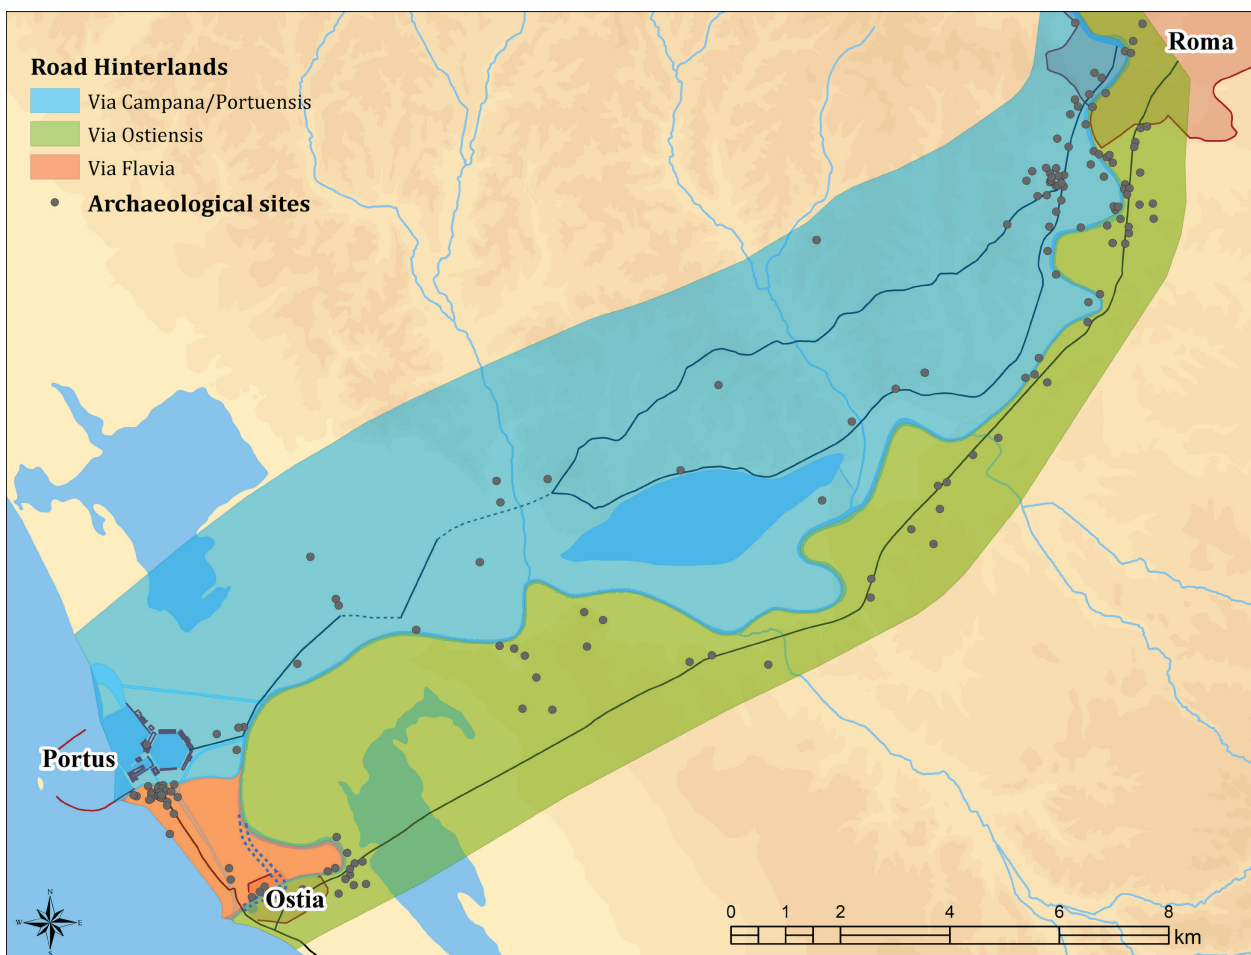 Roma
Road Hinterlands
Via Campana/Portuensis
Via Ostiensis
Via Flavia
Archaeological sites
Portus
Ostia
N
W E
S
0 1 2 4 6 8
km